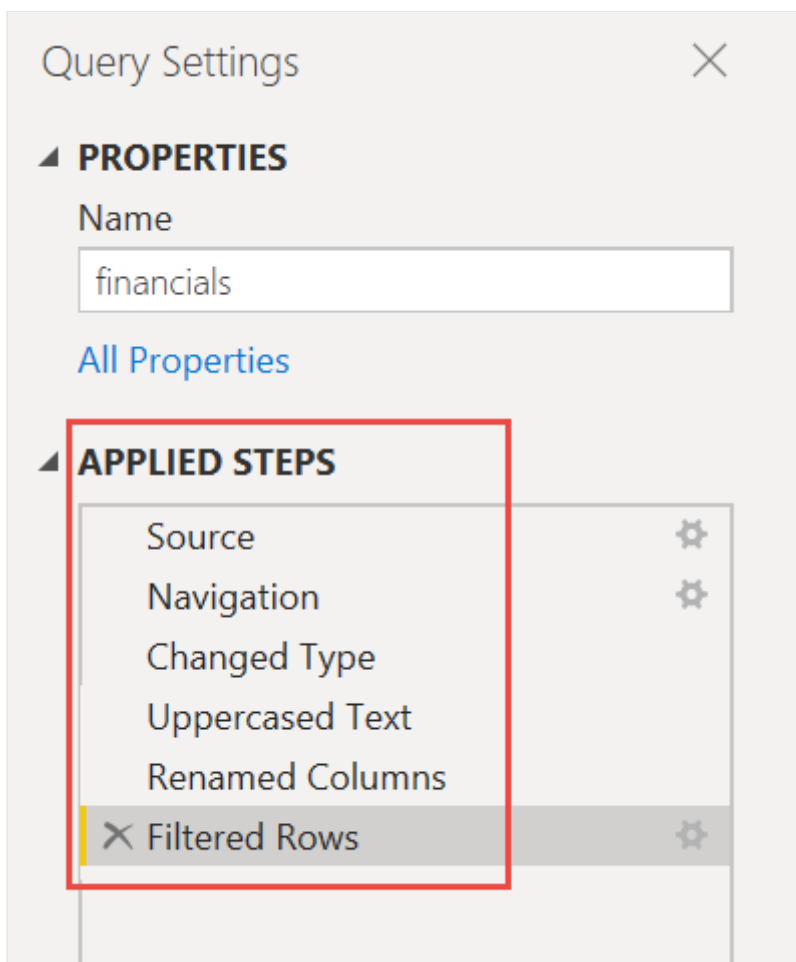 Query Settings
PROPERTIES
Name
financials
All Properties
APPLIED STEPS
Source
Navigation
Changed Type
Uppercased Text
Renamed Columns
Filtered Rows